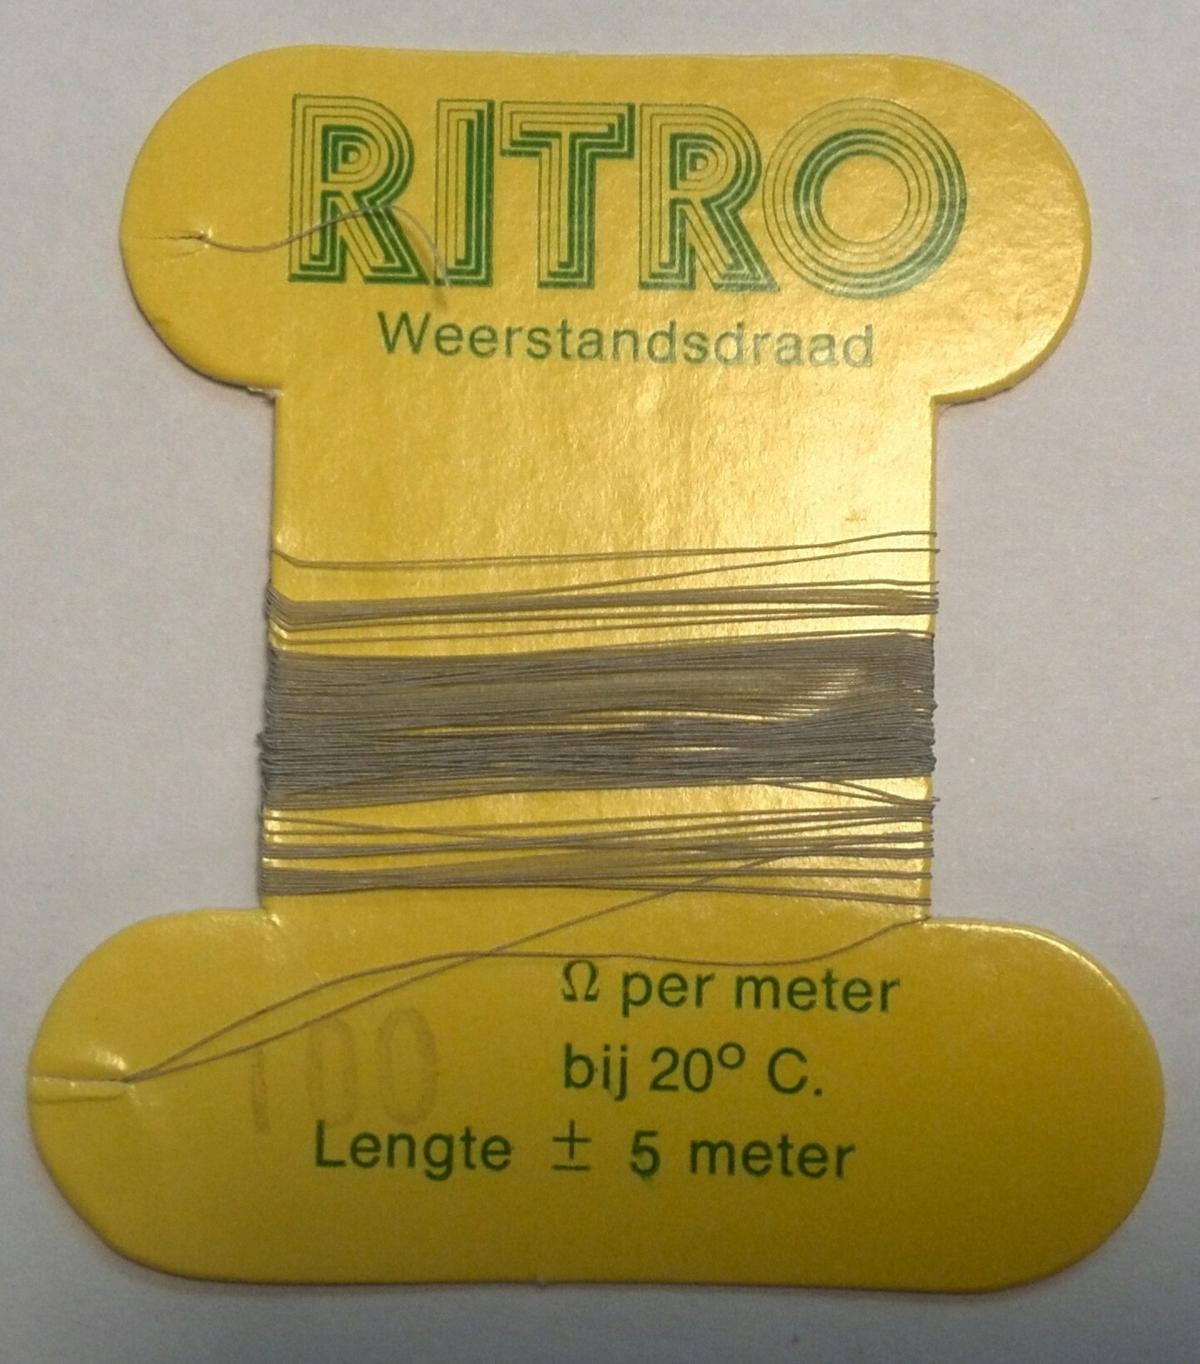 RITRO
Weerstandsdraad
100 Ω per meter
bij 20° C.
Lengte ± 5 meter